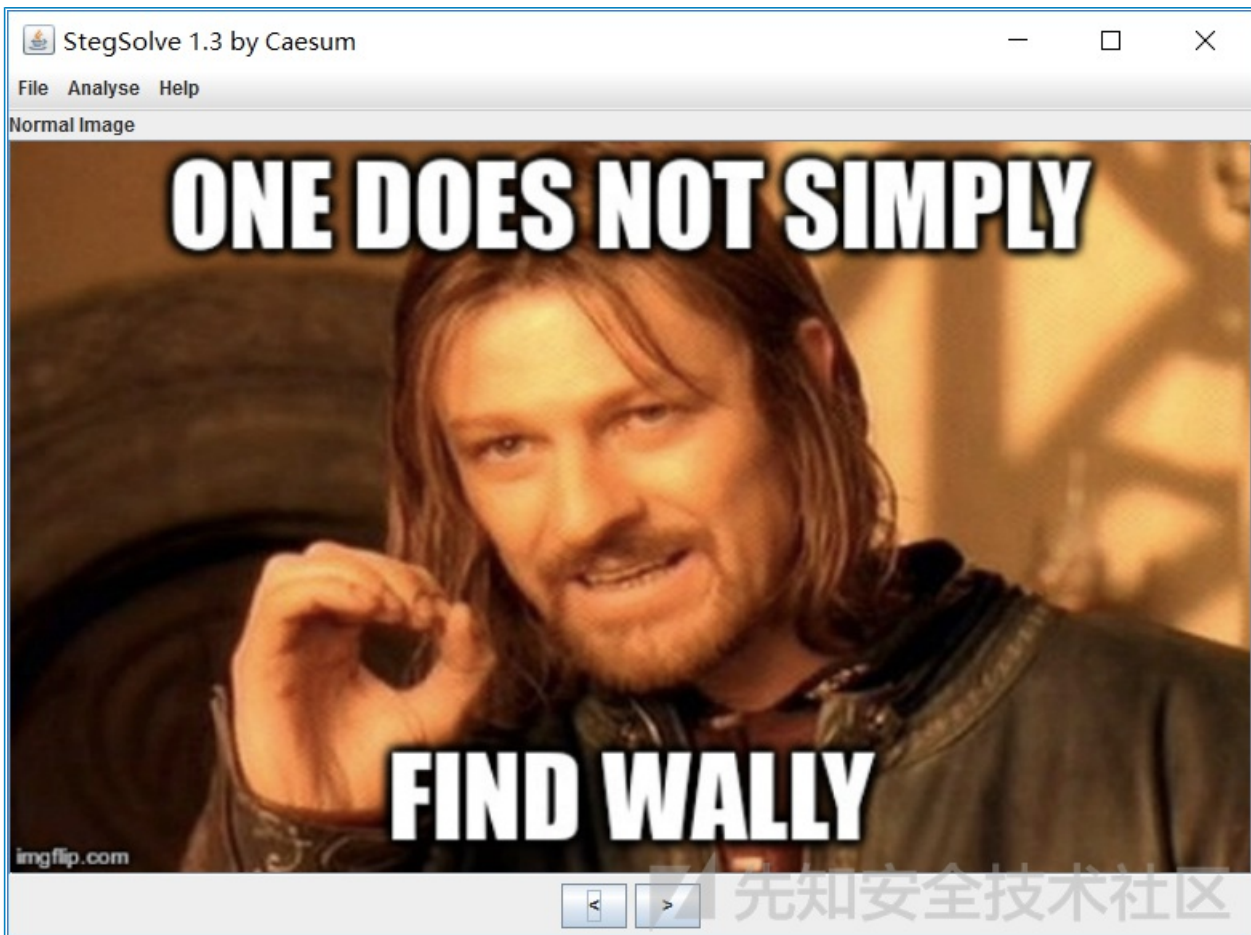 StegSolve 1.3 by Caesum
File Analyse Help
Normal Image
ONE DOES NOT SIMPLY
FIND WALLY
imgflip.com
< >
先知安全技术社区